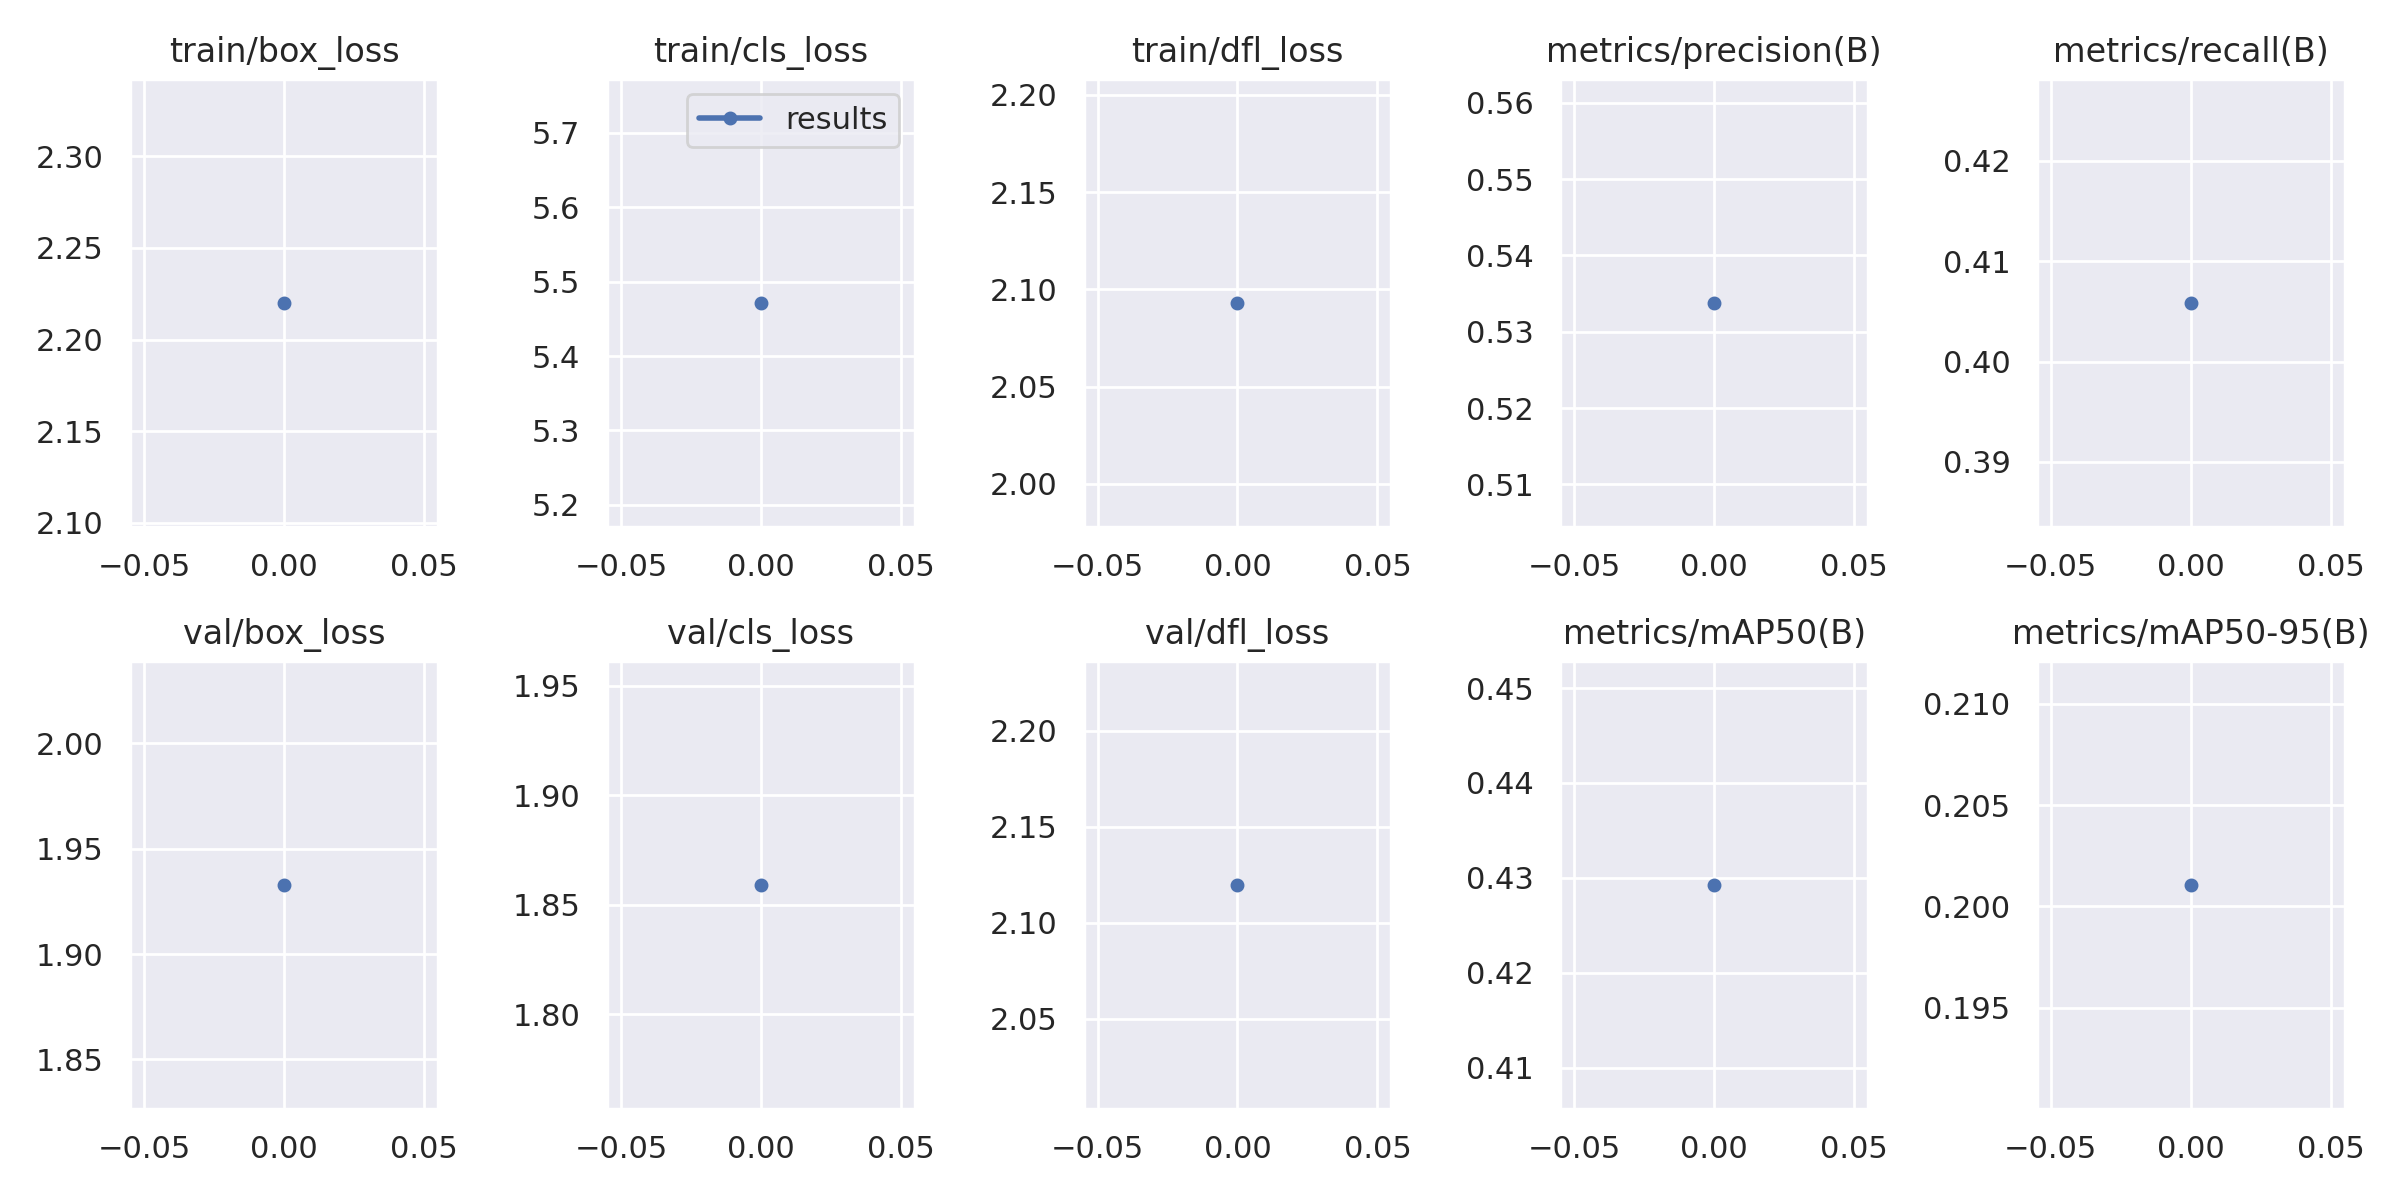 train/box_loss
2.30
2.25
2.20
2.15
2.10
−0.05 0.00 0.05
train/cls_loss
results
5.7
5.6
5.5
5.4
5.3
5.2
−0.05 0.00 0.05
train/dfl_loss
2.20
2.15
2.10
2.05
2.00
−0.05 0.00 0.05
metrics/precision(B)
0.56
0.55
0.54
0.53
0.52
0.51
−0.05 0.00 0.05
metrics/recall(B)
0.42
0.41
0.40
0.39
−0.05 0.00 0.05
val/box_loss
2.00
1.95
1.90
1.85
−0.05 0.00 0.05
val/cls_loss
1.95
1.90
1.85
1.80
−0.05 0.00 0.05
val/dfl_loss
2.20
2.15
2.10
2.05
−0.05 0.00 0.05
metrics/mAP50(B)
0.45
0.44
0.43
0.42
0.41
−0.05 0.00 0.05
metrics/mAP50-95(B)
0.210
0.205
0.200
0.195
−0.05 0.00 0.05